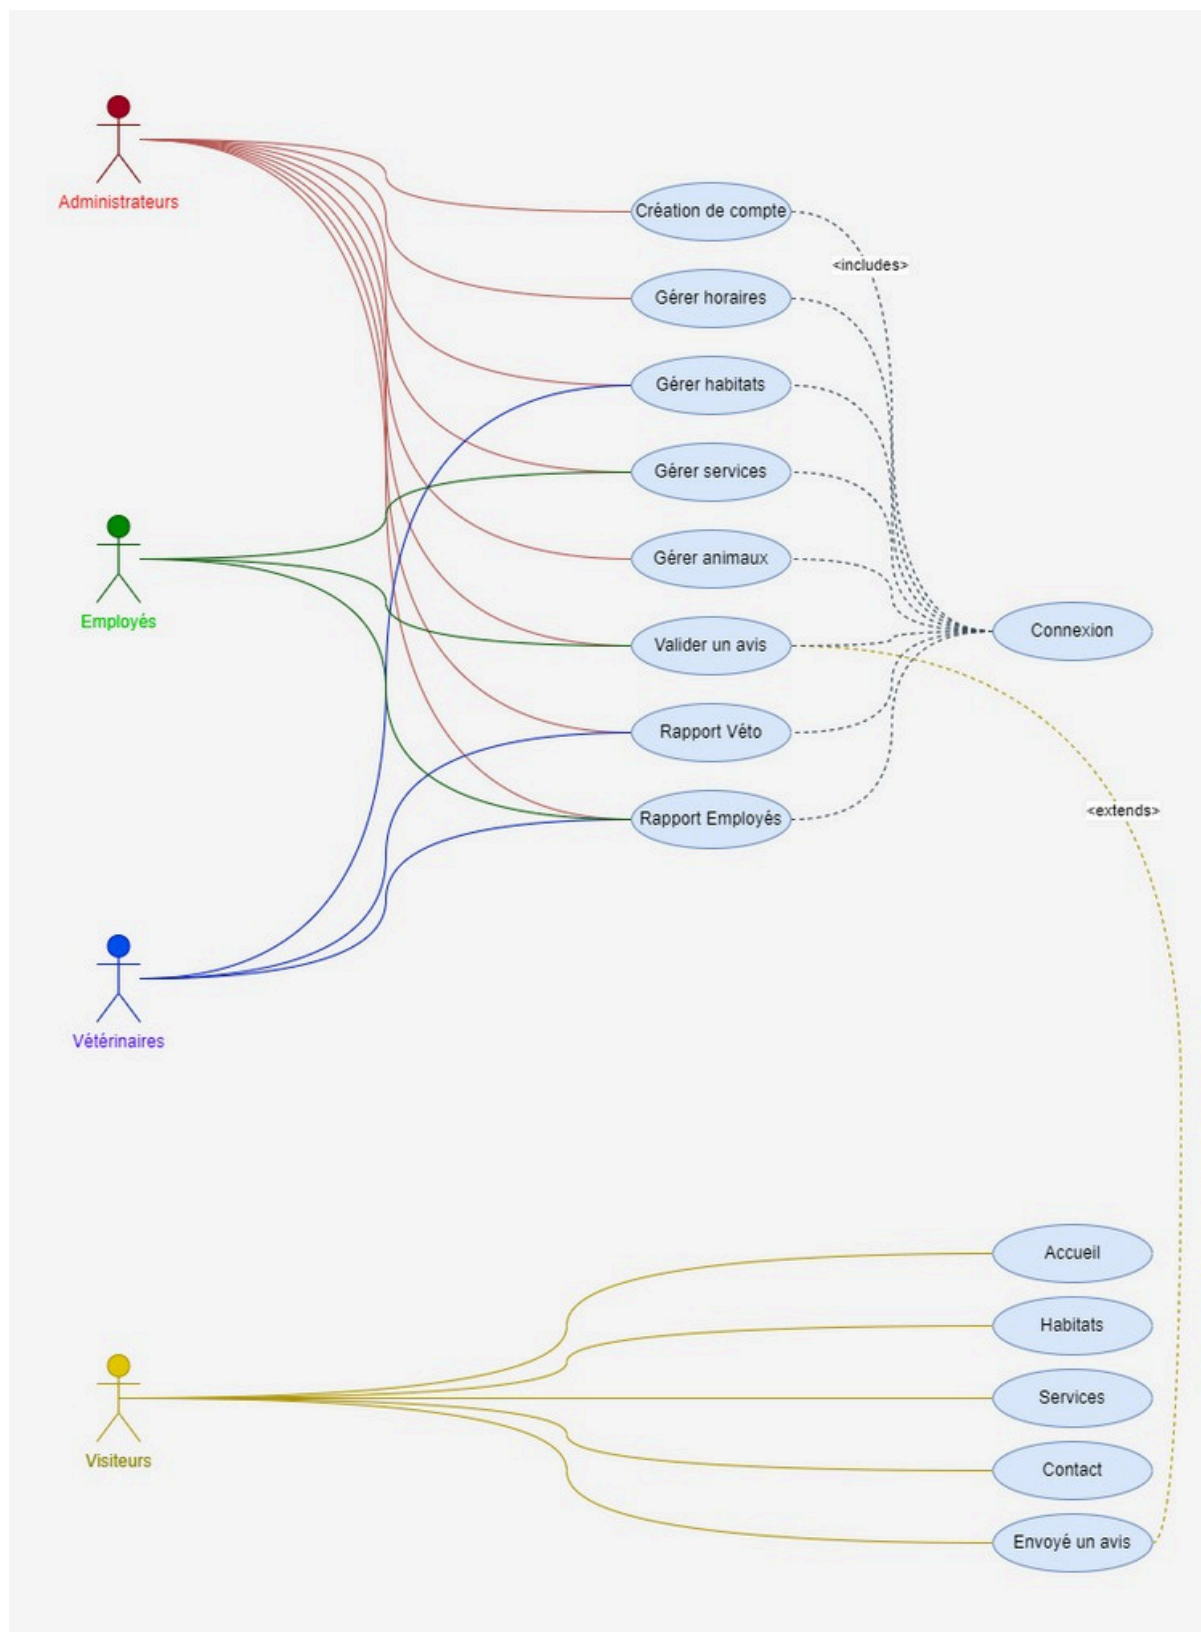 Administrateurs
Création de compte
<includes>
Gérer horaires
Gérer habitats
Gérer services
Employés
Gérer animaux
Connexion
Valider un avis
Rapport Véto
Rapport Employés
<extends>
Vétérinaires
Accueil
Habitats
Services
Visiteurs
Contact
Envoyé un avis